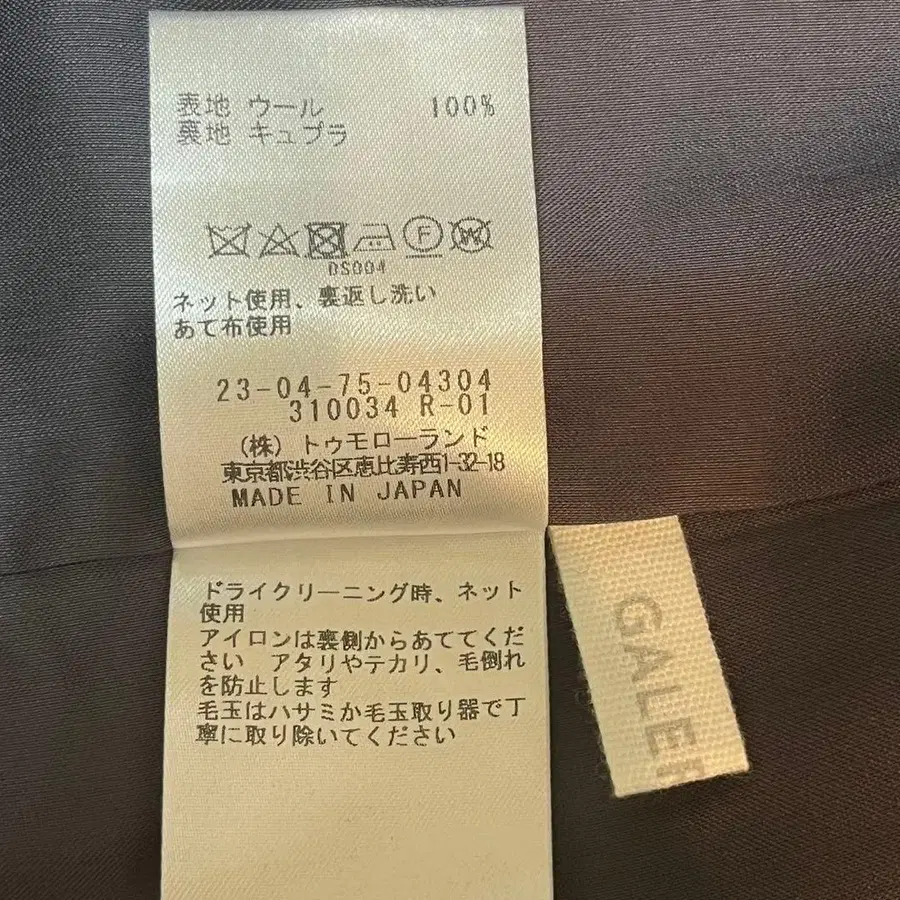 表地 ウール 100%
裏地 キュプラ
F
W
DS004
ネット使用、裏返し洗い
あて布使用
23-04-75-04304
310034 R-01
(株) トゥモローランド
東京都渋谷区恵比寿西1-32-18
MADE IN JAPAN
ドライクリーニング時、ネット
使用
アイロンは裏側からあててくだ
さい アタリやテカリ、毛倒れ
を防止します
毛玉はハサミか毛玉取り器で丁
寧に取り除いてください
GALER